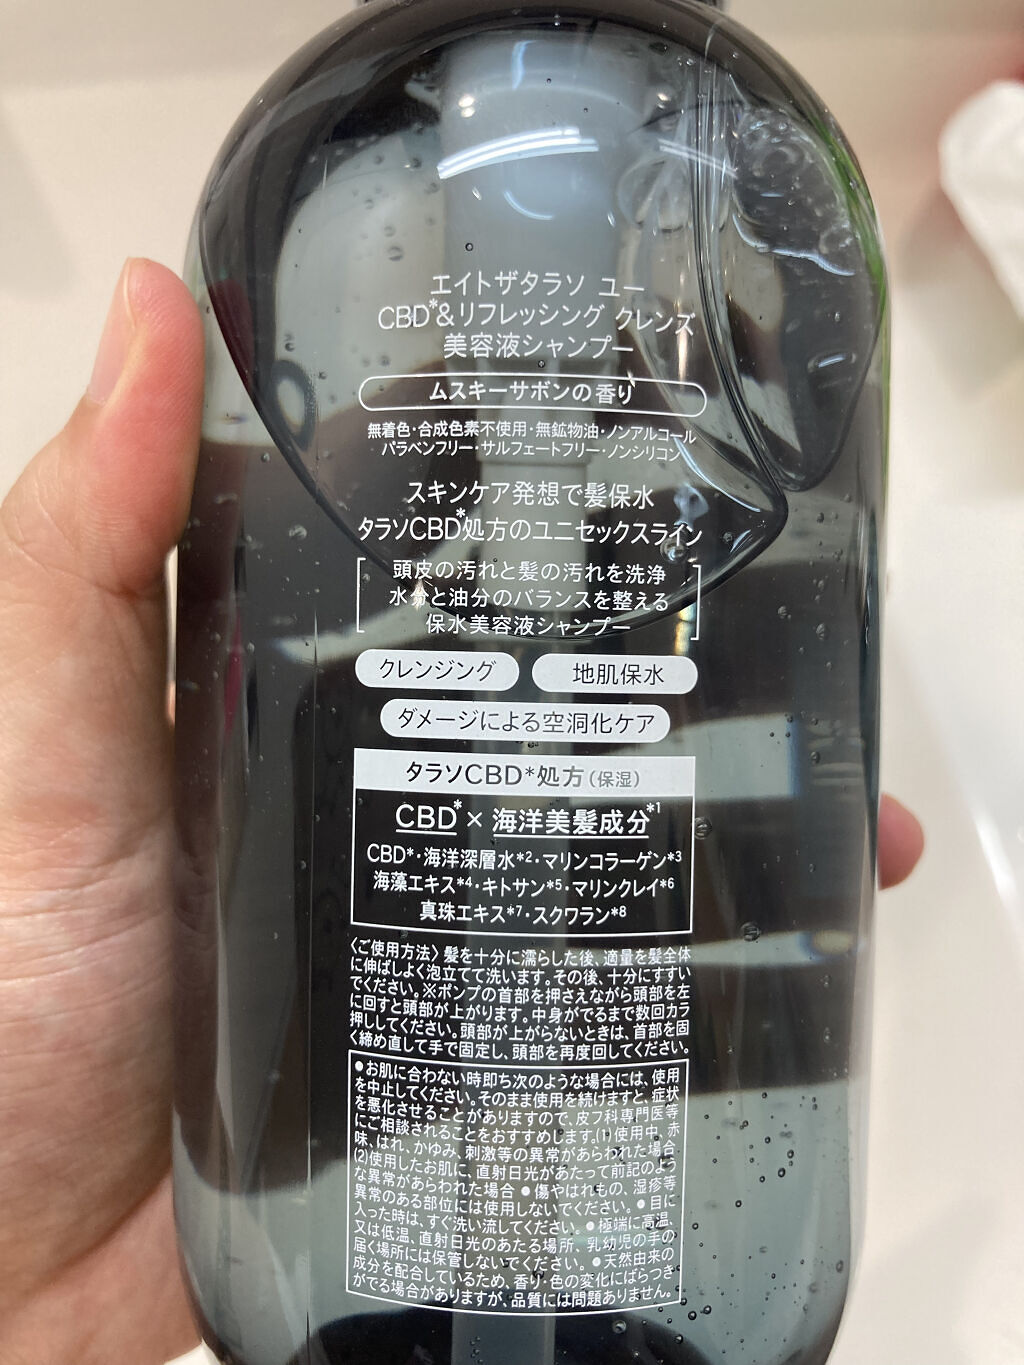 エイトザタラソ ユー
CBD*&リフレッシング クレンズ
美容液シャンプー
ムスキーサボンの香り
無着色・合成色素不使用・無鉱物油・ノンアルコール
パラベンフリー・サルフェートフリー・ノンシリコン
スキンケア発想で髪保水
タラソCBD*処方のユニセックスライン
頭皮の汚れと髪の汚れを洗浄
水分と油分のバランスを整える
保水美容液シャンプー
クレンジング 地肌保水
ダメージによる空洞化ケア
タラソCBD*処方(保湿)
CBD*×海洋美髪成分*1
CBD*・海洋深層水*2・マリンコラーゲン*3
海藻エキス*4・キトサン*5・マリンクレイ*6
真珠エキス*7・スクワラン*8
〈ご使用方法〉髪を十分に濡らした後、適量を髪全体
に伸ばしよく泡立てて洗います。その後、十分にすすい
でください。※ポンプの首部を押さえながら頭部を左
に回すと頭部が上がります。中身がでるまで数回カラ
押ししてください。頭部が上がらないときは、首部を固
く締め直して手で固定し、頭部を再度回してください。
●お肌に合わない時即ち次のような場合には、使用
を中止してください。そのまま使用を続けますと、症状
を悪化させることがありますので、皮フ科専門医等
にご相談されることをおすすめします。(1)使用中、赤
味、はれ、かゆみ、刺激等の異常があらわれた場合
(2)使用したお肌に、直射日光があたって前記のよう
な異常があらわれた場合 ●傷やはれもの、湿疹等
異常のある部位には使用しないでください。●目に
入った時は、すぐ洗い流してください。●極端に高温、
又は低温、直射日光のあたる場所、乳幼児の手の
届く場所には保管しないでください。●天然由来の
成分を配合しているため、香り・色の変化にばらつき
がでる場合がありますが、品質には問題ありません。